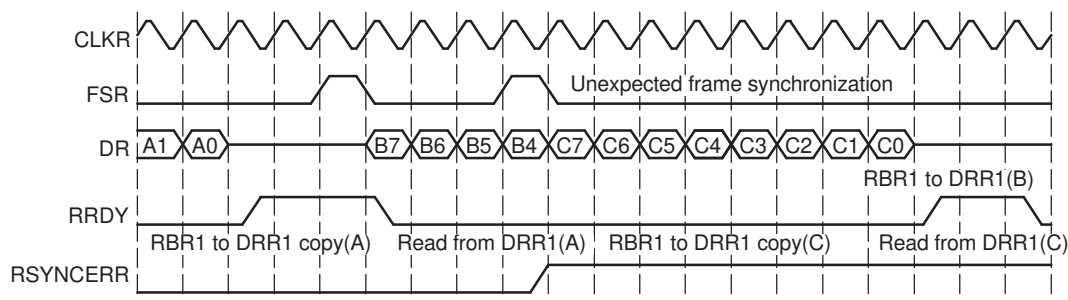 CLKR
FSR
Unexpected frame synchronization
DR A1 A0 B7 B6 B5 B4 C7 C6 C5 C4 C3 C2 C1 C0
RBR1 to DRR1(B)
RRDY
RBR1 to DRR1 copy(A) Read from DRR1(A) RBR1 to DRR1 copy(C) Read from DRR1(C)
RSYNCERR